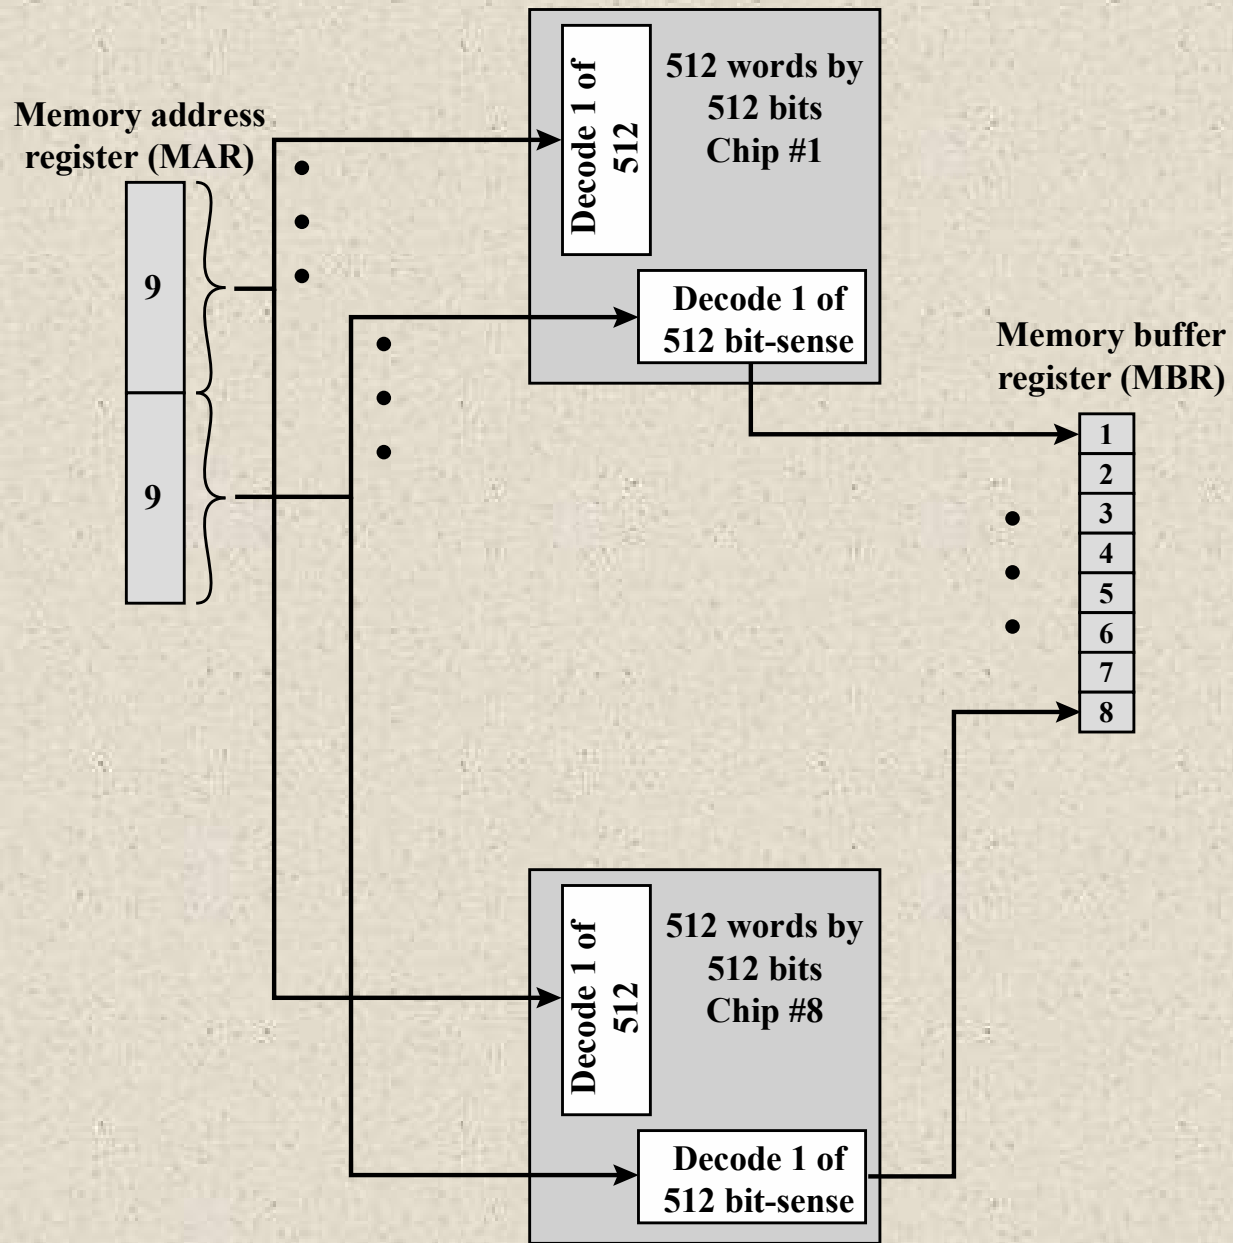 Memory address
register (MAR)
9
9
Decode 1 of
512
512 words by
512 bits
Chip #1
Decode 1 of
512 bit-sense
Memory buffer
register (MBR)
1
2
3
4
5
6
7
8
Decode 1 of
512
512 words by
512 bits
Chip #8
Decode 1 of
512 bit-sense